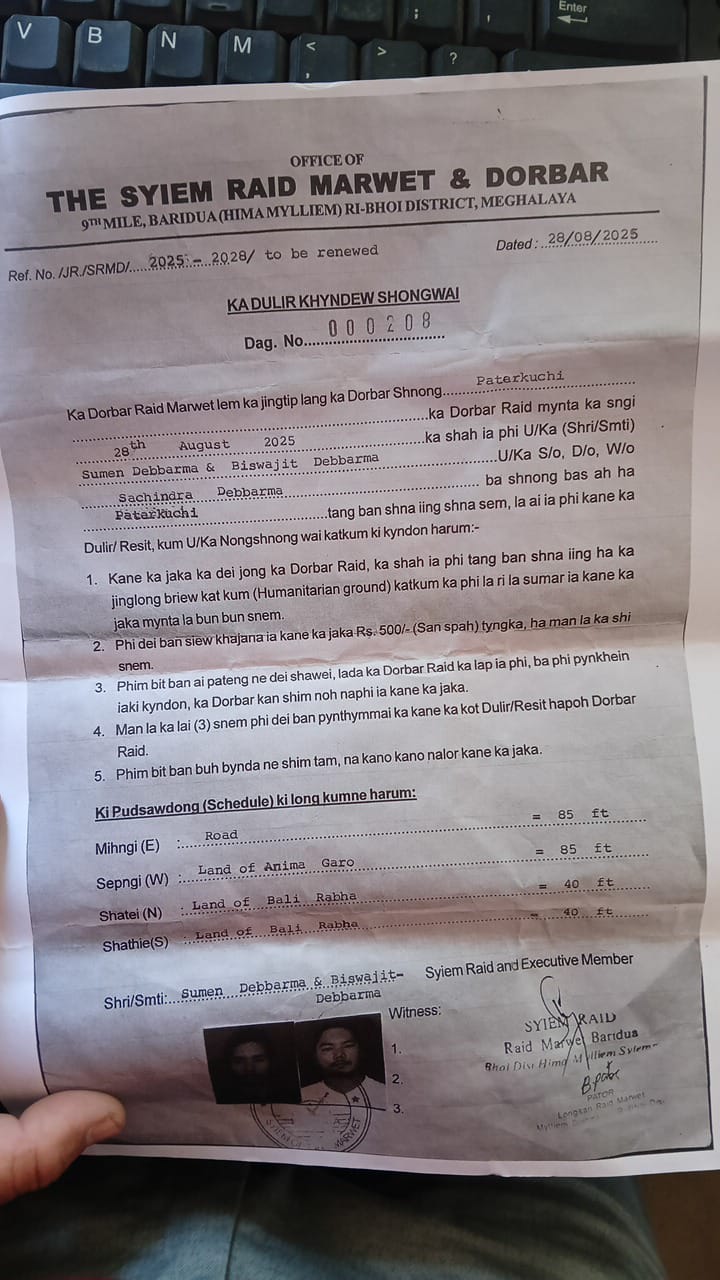 Enter
V
B
N
M
<
,
>
?
;
OFFICE OF
THE SYIEM RAID MARWET & DORBAR
9TH MILE, BARIDUA (HIMA MYLLIEM) RI-BHOI DISTRICT, MEGHALAYA
Ref. No. /JR./SRMD/.....2025 - 2028/ to be renewed
Dated : 28/08/2025
KA DULIR KHYNDEW SHONGWAI
Dag. No. 000208
Ka Dorbar Raid Marwet lem ka jingtip lang ka Dorbar Shnong Paterkuchi
28th August 2025 ka Dorbar Raid mynta ka sngi
Sumen Debbarma & Biswajit Debbarma ka shah ia phi U/Ka (Shri/Smti)
Sachindra Debbarma U/Ka S/o, D/o, W/o
Paterkuchi ba shnong bas ah ha
tang ban shna iing shna sem, la ai ia phi kane ka
Dulir/ Resit, kum U/Ka Nongshnong wai katkum ki kyndon harum:-
1. Kane ka jaka ka dei jong ka Dorbar Raid, ka shah ia phi tang ban shna iing ha ka
jinglong briew kat kum (Humanitarian ground) katkum ka phi la ri la sumar ia kane ka
jaka mynta la bun bun snem.
2. Phi dei ban siew khajana ia kane ka jaka Rs. 500/- (San spah) tyngka, ha man la ka shi
snem.
3. Phim bit ban ai pateng ne dei shawei, lada ka Dorbar Raid ka lap ia phi, ba phi pynkhein
iaki kyndon, ka Dorbar kan shim noh naphi ia kane ka jaka.
4. Man la ka lai (3) snem phi dei ban pynthymmai ka kane ka kot Dulir/Resit hapoh Dorbar
Raid.
5. Phim bit ban buh bynda ne shim tam, na kano kano nalor kane ka jaka.
Ki Pudsawdong (Schedule) ki long kumne harum:
Mihngi (E) : Road = 85 ft
Sepngi (W) : Land of Anima Garo = 85 ft
Shatei (N) : Land of Bali Rabha = 40 ft
Shathie(S) : Land of Bali Rabha = 40 ft
Shri/Smti: Sumen Debbarma & Biswajit-
Debbarma
Syiem Raid and Executive Member
Witness:
1.
2.
3.
SYIEM RAID
Raid Marwet Baridua
Bhoi Dist Hima Mylliem Syiem-
PATOR
Longsan Raid Marwet
MARWET